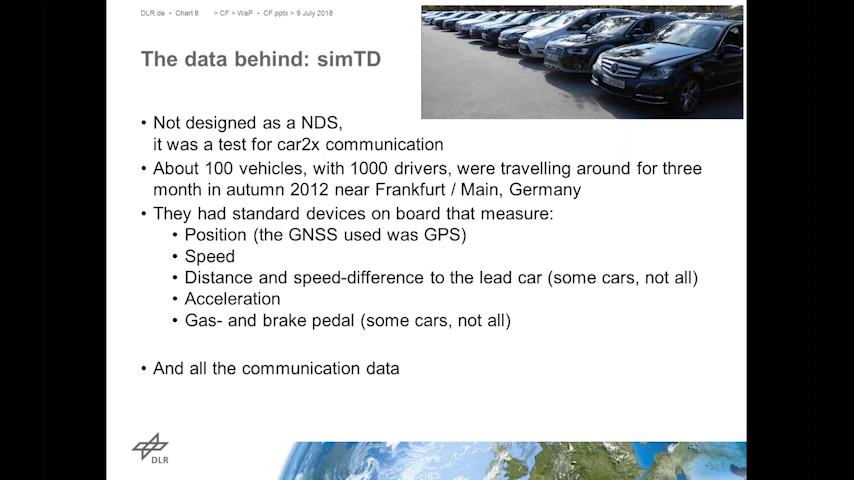 DLR.de • Chart 8 > CF > WaP • CF.pptx > 9 July 2018
The data behind: simTD
• Not designed as a NDS,
it was a test for car2x communication
• About 100 vehicles, with 1000 drivers, were travelling around for three
month in autumn 2012 near Frankfurt / Main, Germany
• They had standard devices on board that measure:
• Position (the GNSS used was GPS)
• Speed
• Distance and speed-difference to the lead car (some cars, not all)
• Acceleration
• Gas- and brake pedal (some cars, not all)
• And all the communication data
DLR